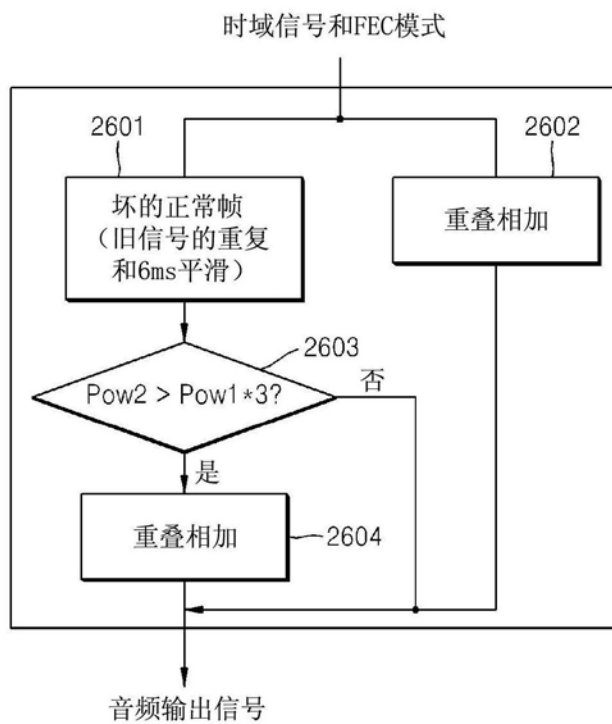 时域信号和FEC模式
2601
2602
坏的正常帧
（旧信号的重复
和6ms平滑）
重叠相加
2603
Pow2 > Pow1*3?
否
是
重叠相加
2604
音频输出信号